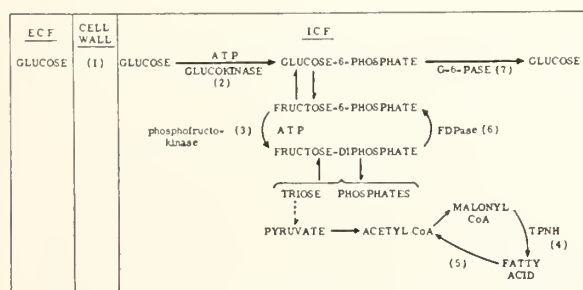 ECF
CELL
WALL
ICF
GLUCOSE
(1)
GLUCOSE
ATP
GLUCOKINASE
(2)
GLUCOSE-6-PHOSPHATE
G-6-PASE (7)
GLUCOSE
FRUCTOSE-6-PHOSPHATE
phosphofructo-
kinase
(3)
ATP
FDPase (6)
FRUCTOSE-DIPHOSPHATE
TRIOSE PHOSPHATES
PYRUVATE
ACETYL CoA
MALONYL
CoA
TPNH
(4)
(5)
FATTY
ACID